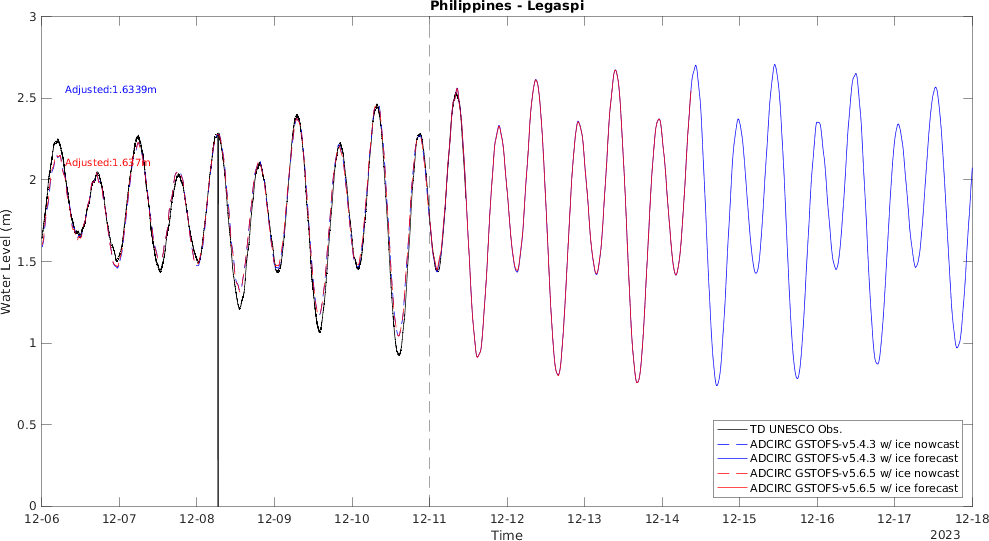 Philippines - Legaspi
3
2.5
2
1.5
1
0.5
0
Water Level (m)
Adjusted:1.6339m
Adjusted:1.637m
TD UNESCO Obs.
ADCIRC GSTOFS-v5.4.3 w/ ice nowcast
ADCIRC GSTOFS-v5.4.3 w/ ice forecast
ADCIRC GSTOFS-v5.6.5 w/ ice nowcast
ADCIRC GSTOFS-v5.6.5 w/ ice forecast
12-06 12-07 12-08 12-09 12-10 12-11 12-12 12-13 12-14 12-15 12-16 12-17 12-18
Time
2023